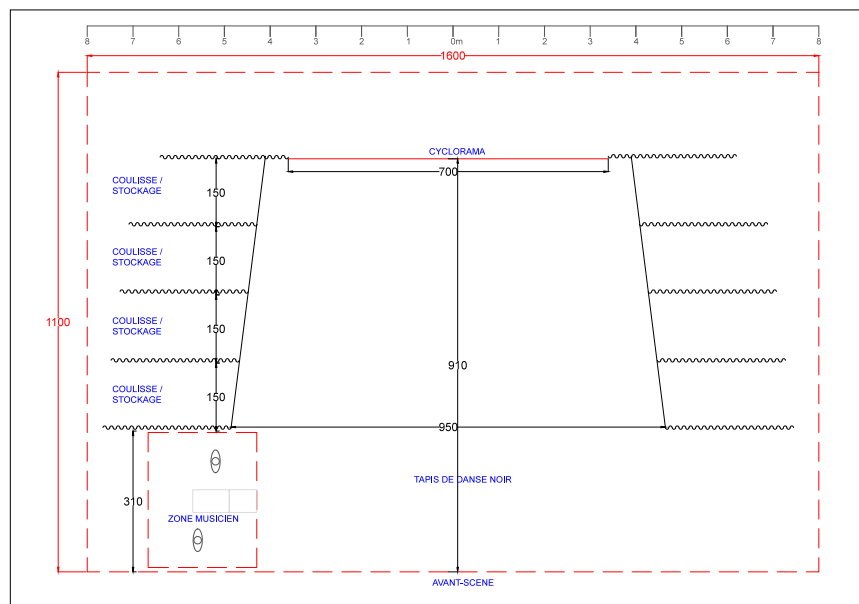 8 7 6 5 4 3 2 1 0m 1 2 3 4 5 6 7 8
1600
CYCLORAMA
700
COULISSE /
STOCKAGE
150
COULISSE /
STOCKAGE
150
1100
COULISSE /
STOCKAGE
150
910
COULISSE /
STOCKAGE
150
950
310
TAPIS DE DANSE NOIR
ZONE MUSICIEN
AVANT-SCENE